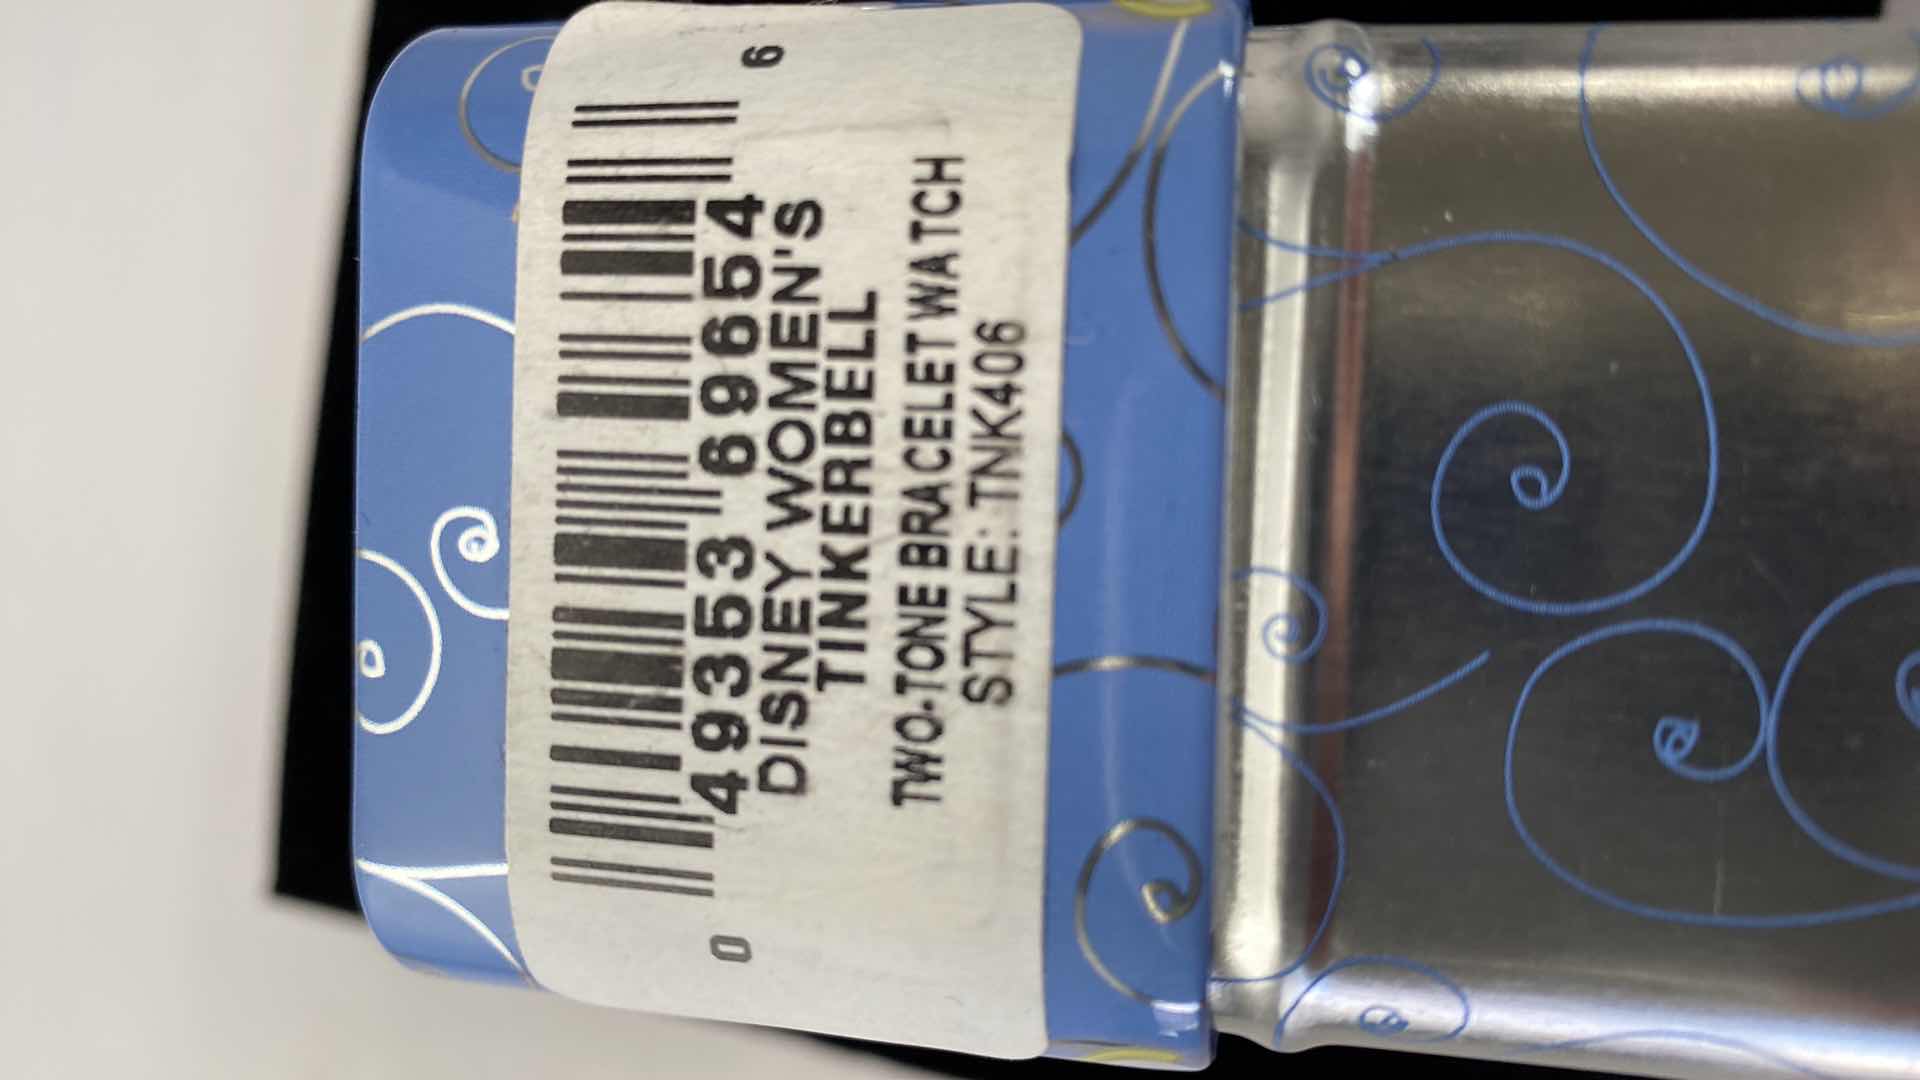 0 49353 69654 6
DISNEY WOMEN'S
TINKERBELL
TWO-TONE BRACELET WATCH
STYLE: TNK406